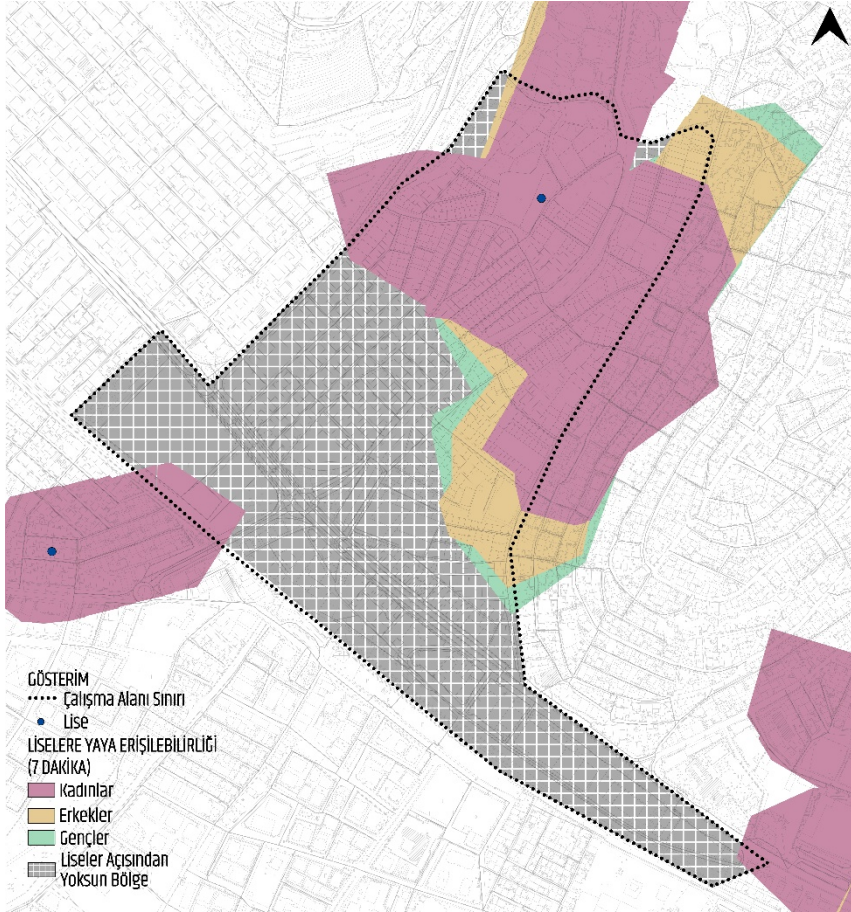 GÖSTERİM
Çalışma Alanı Sınırı
Lise
LİSELERE YAYA ERİŞİLEBİLİRLİĞİ
(7 DAKİKA)
Kadınlar
Erkekler
Gençler
Liseler Açısından
Yoksun Bölge